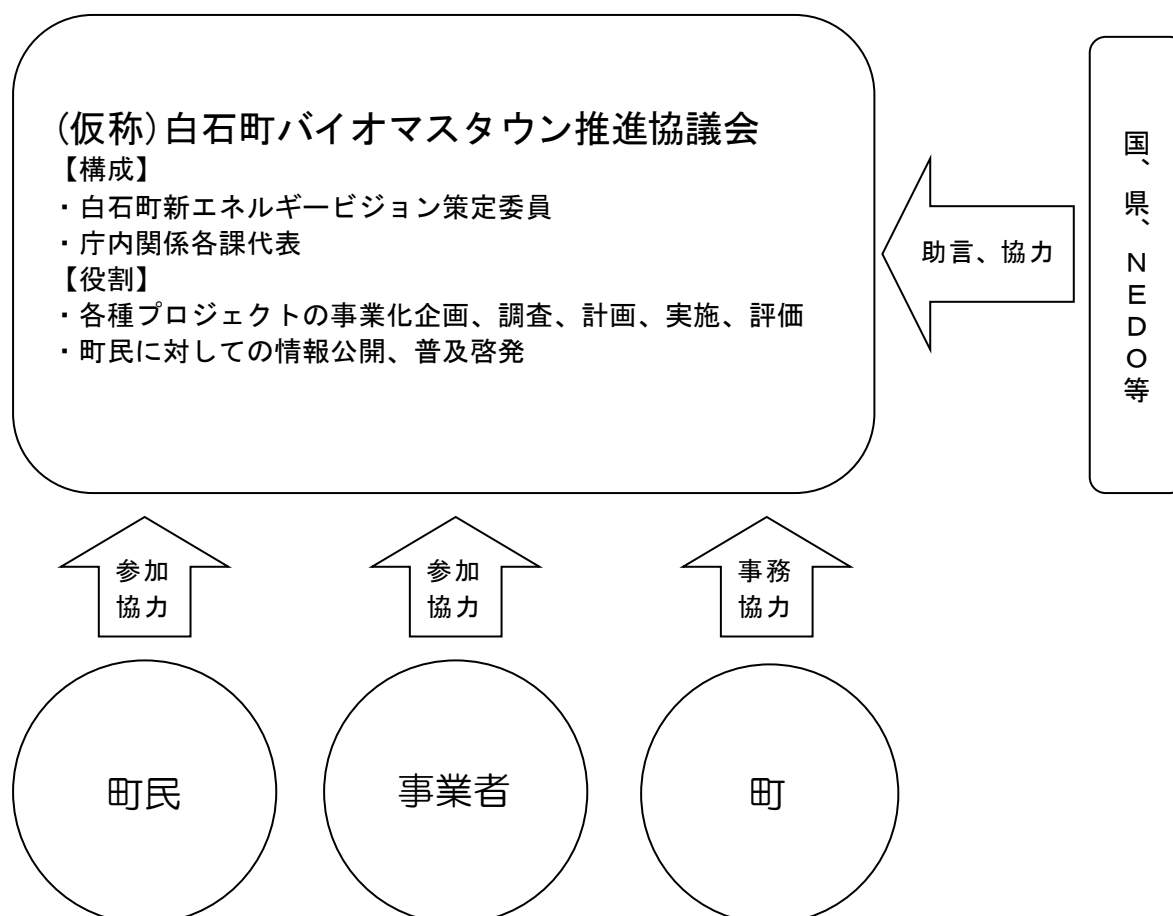 (仮称)白石町バイオマスタウン推進協議会
【構成】
・白石町新エネルギービジョン策定委員
・庁内関係各課代表
【役割】
・各種プロジェクトの事業化企画、調査、計画、実施、評価
・町民に対しての情報公開、普及啓発
助言、協力
国、県、NEDO等
参加
協力
参加
協力
事務
協力
町民
事業者
町